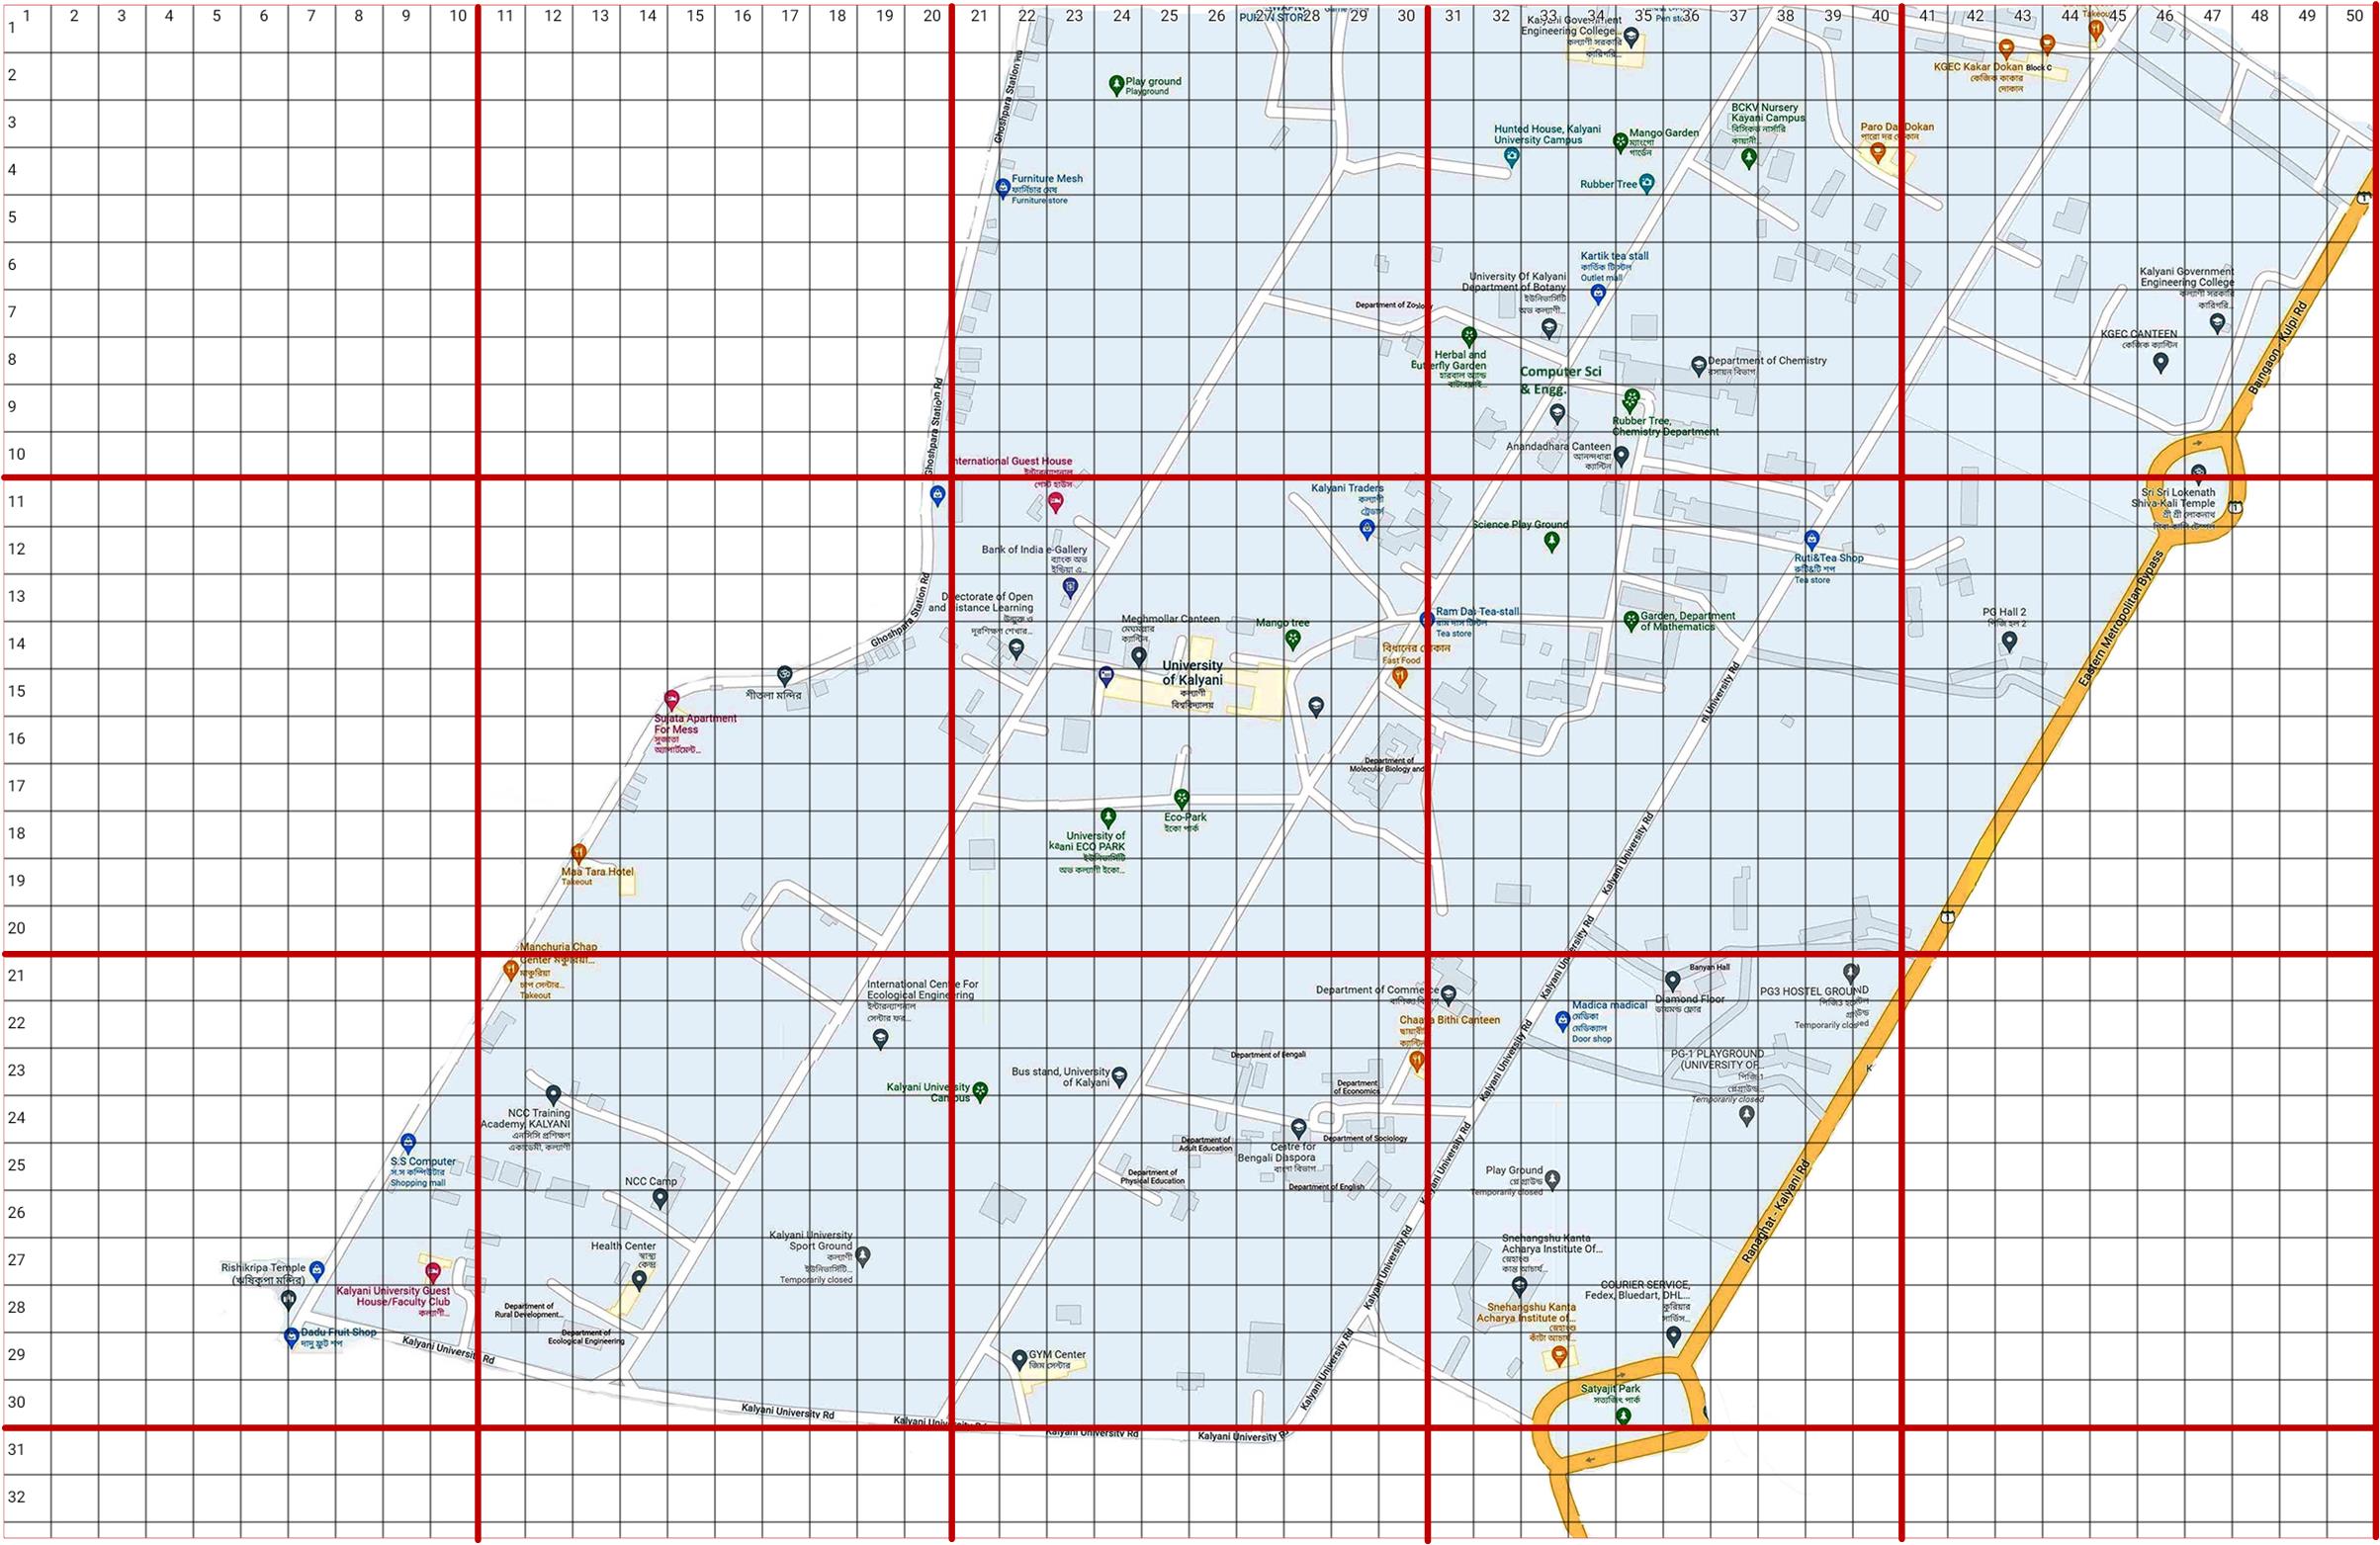 1 2 3 4 5 6 7 8 9 10 11 12 13 14 15 16 17 18 19 20 21 22 23 24 25 26 27 28 29 30 31 32 33 34 35 36 37 38 39 40 41 42 43 44 45 46 47 48 49 50
1
2
3
4
5
6
7
8
9
10
11
12
13
14
15
16
17
18
19
20
21
22
23
24
25
26
27
28
29
30
31
32
Kalyani Government
Engineering College
কল্যাণী সরকারি
কারিগরি...
Takeout
KGEC Kakar Dokan
কেজিক কাকার
দোকান
Block C
Ghoshpara Station Rd
Play ground
Playground
Hunted House, Kalyani
University Campus
Mango Garden
ম্যাংগো
গার্ডেন
BCKV Nursery
Kayani Campus
বিসিকভ নার্সারি
কায়ানী...
Paro Dar Dokan
পারো দর দোকান
Furniture Mesh
ফার্নিচার মেষ
Furniture store
Rubber Tree
Kartik tea stall
কার্তিক টি স্টল
Outlet mall
University Of Kalyani
Department of Botany
ইউনিভার্সিটি
অভ কল্যাণী...
Department of Zoology
Kalyani Government
Engineering College
কল্যাণী সরকারি
কারিগরি...
KGEC CANTEEN
কেজিক ক্যান্টিন
Baingaon - Kulpi Rd
Herbal and
Butterfly Garden
হারবাল অ্যান্ড
Computer Sci
& Engg.
Department of Chemistry
রসায়ন বিভাগ
Rubber Tree,
Chemistry Department
Anandadhara Canteen
আনন্দধারা
ক্যান্টিন
Ghoshpara Station Rd
International Guest House
ইন্টারন্যাশনাল
গেস্ট হাউস
Kalyani Traders
কল্যাণী
ট্রেডার্স
Science Play Ground
Sri Sri Lokenath
Shiva-Kali Temple
শ্রী শ্রী লোকনাথ
1
1
Ruti&Tea Shop
রুটি&টি শপ
Tea store
Bank of India e-Gallery
ব্যাংক অভ
ইন্ডিয়া এ...
Directorate of Open
and Distance Learning
উন্মুক্ত ও
দূরশিক্ষণ শেখার...
Ghoshpara Station Rd
Meghmollar Canteen
মেঘমল্লার
ক্যান্টিন
Mango tree
Ram Das Tea-stall
রাম দাস টি স্টল
Tea store
Garden, Department
of Mathematics
PG Hall 2
পিজি হল 2
Eastern Metropolitan Bypass
University
of Kalyani
কল্যাণী
বিশ্ববিদ্যালয়
বিধানের দোকান
Fast Food
শীতলা মন্দির
Sujata Apartment
For Mess
সুজাতা
অ্যাপার্টমেন্ট...
ni University Rd
Department of
Molecular Biology and
Eco-Park
ইকো পার্ক
University of
kaani ECO PARK
ইউনিভার্সিটি
অভ কল্যাণী ইকো...
Maa Tara Hotel
Takeout
Kalyani University Rd
1
Manchuria Chap
Center মঞ্চুরিয়া...
মাঞ্চুরিয়া
চাপ সেন্টার...
Takeout
Kalyani University Rd
Banyan Hall
International Centre For
Ecological Engineering
ইন্টারন্যাশনাল
সেন্টার ফর...
Department of Commerce
বাণিজ্য বিভাগ
Diamond Floor
ডায়মন্ড ফ্লোর
PG3 HOSTEL GROUND
পিজি3 হস্টেল
গ্রাউন্ড
Temporarily closed
Madica madical
মেডিকা
মেডিক্যাল
Door shop
Chaaya Bithi Canteen
Kalyani University Rd
PG-1 PLAYGROUND
(UNIVERSITY OF...
পিজি-1
প্লেগ্রাউন্ড...
Temporarily closed
Kalyani University
Campus
Bus stand, University
of Kalyani
Department of Bengali
Department
of Economics
NCC Training
Academy, KALYANI
এনসিসি প্রশিক্ষণ
একাডেমী, কল্যাণী
Department of
Adult Education
Centre for
Bengali Diaspora
বাংলা বিভাগ
Department of Sociology
Kalyani University Rd
S.S Computer
স.স কম্পিউটার
Shopping mall
NCC Camp
Department of
Physical Education
Department of English
Play Ground
প্লে গ্রাউন্ড
Temporarily closed
Ranaghat - Kalyani Rd
Rishikripa Temple
(ঋষিকৃপা মন্দির)
Kalyani University Guest
House/Faculty Club
কল্যাণী...
Health Center
স্বাস্থ্য
কেন্দ্র
Kalyani University
Sport Ground
কল্যাণী
ইউনিভার্সিটি...
Temporarily closed
Kalyani University Rd
Snehangshu Kanta
Acharya Institute Of...
স্নেহাংশু
কান্ত আচার্য...
COURIER SERVICE,
Fedex, Bluedart, DHL...
কুরিয়ার
সার্ভিস...
Department of
Rural Development...
Snehangshu Kanta
Acharya Institute of...
Dadu Fruit Shop
দাদু ফ্রুট শপ
Kalyani University Rd
Department of
Ecological Engineering
GYM Center
জিম সেন্টার
Kalyani University Rd
Satyajit Park
সত্যজিৎ পার্ক
Kalyani University Rd
Kalyani University Rd
Kalyani University Rd
Kalyani University Rd